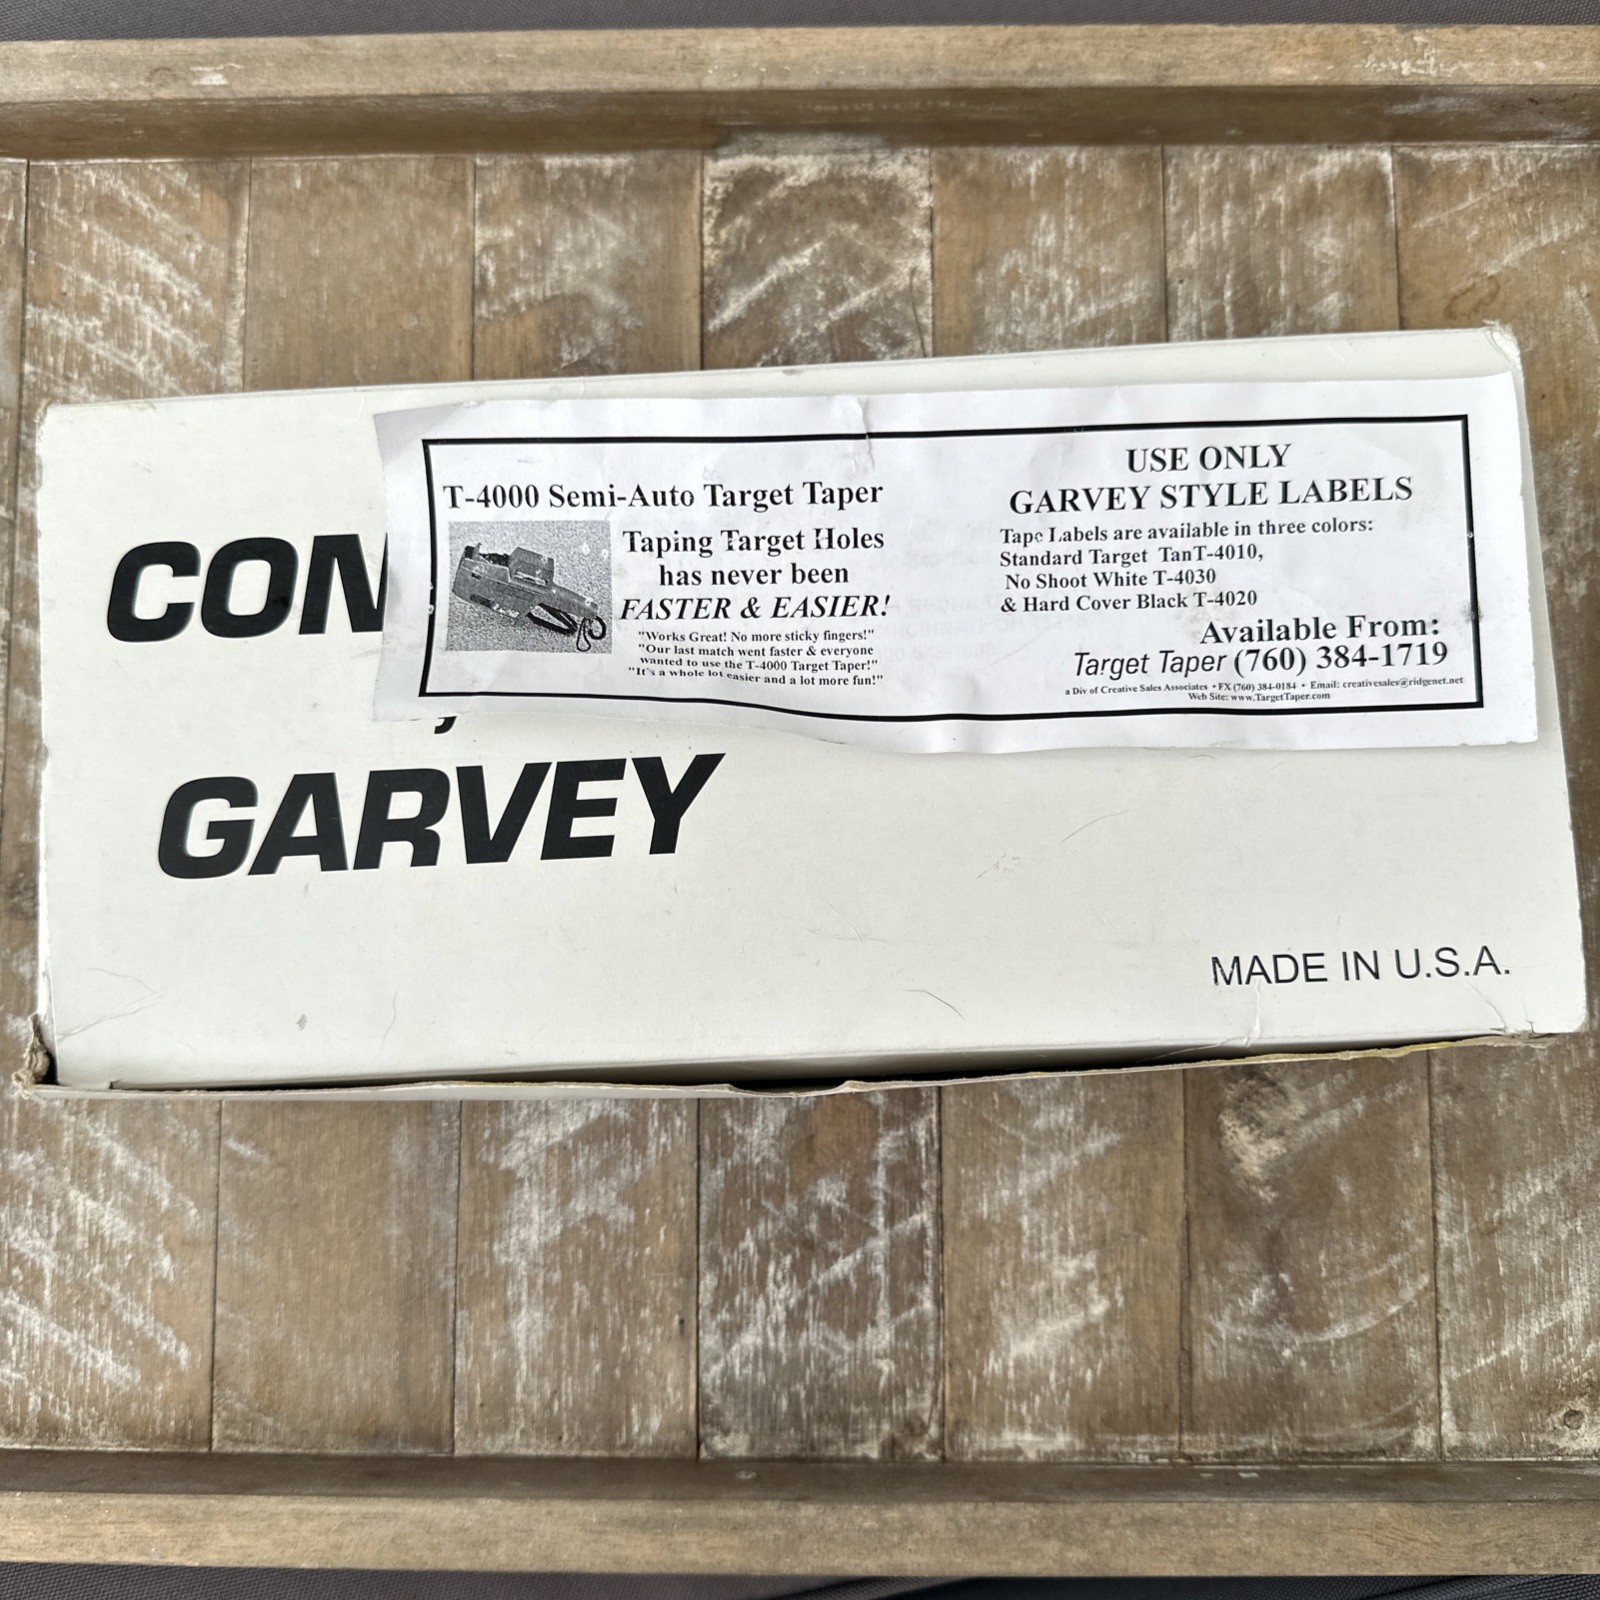 CON
GARVEY
MADE IN U.S.A.
T-4000 Semi-Auto Target Taper
Taping Target Holes
has never been
FASTER & EASIER!
"Works Great! No more sticky fingers!"
"Our last match went faster & everyone
wanted to use the T-4000 Target Taper!"
"It's a whole lot easier and a lot more fun!"
USE ONLY
GARVEY STYLE LABELS
Tape Labels are available in three colors:
Standard Target TanT-4010,
No Shoot White T-4030
& Hard Cover Black T-4020
Available From:
Target Taper (760) 384-1719
a Div of Creative Sales Associates • FX (760) 384-0184 • Email: creativesales@ridgenet.net
Web Site: www.TargetTaper.com